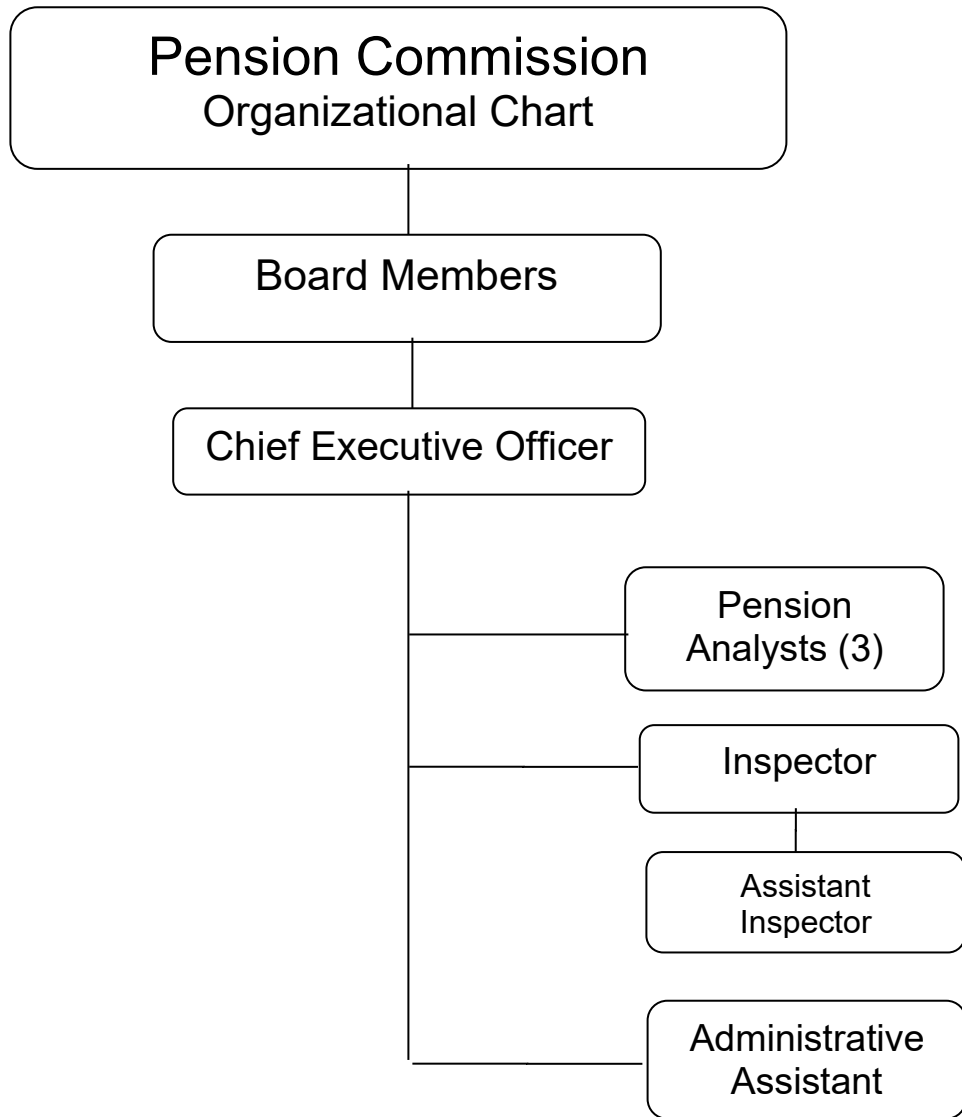 Pension Commission
Organizational Chart
Board Members
Chief Executive Officer
Pension
Analysts (3)
Inspector
Assistant
Inspector
Administrative
Assistant